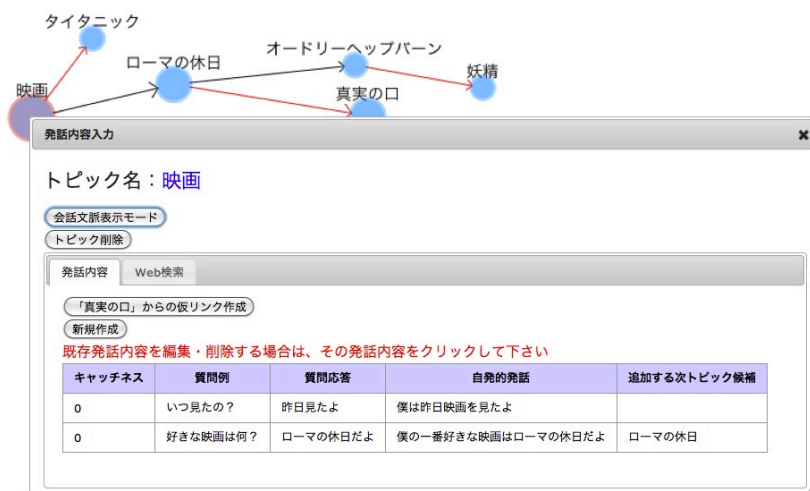 タイタニック
ローマの休日
オードリーヘップバーン
映画
妖精
真実の口
発話内容入力
トピック名：映画
会話文脈表示モード
トピック削除
発話内容 Web検索
「真実の口」からの仮リンク作成
新規作成
既存発話内容を編集・削除する場合は、その発話内容をクリックして下さい
キャッチネス 質問例 質問応答 自発的発話 追加する次トピック候補
0 いつ見たの？ 昨日見たよ 僕は昨日映画を見たよ
0 好きな映画は何？ ローマの休日だよ 僕の一番好きな映画はローマの休日だよ ローマの休日